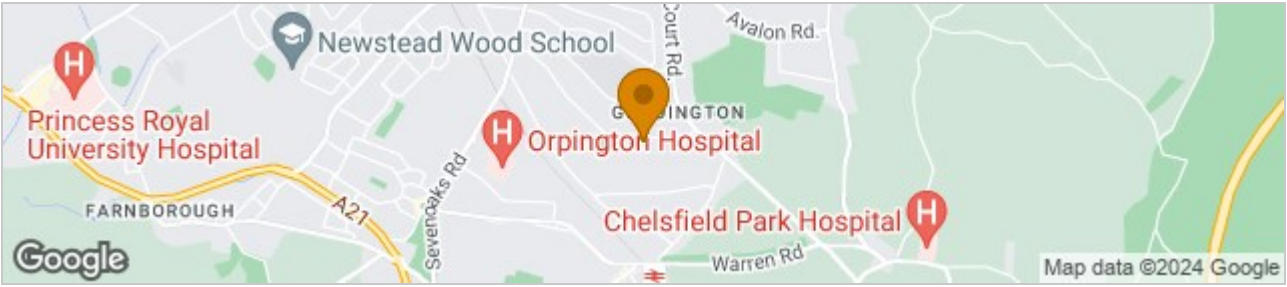 Court Rd.
Avalon Rd.
Newstead Wood School
H
Princess Royal
University Hospital
H
Orpington Hospital
FARNBOROUGH
A21
Sevenoaks Rd
Chelsfield Park Hospital
H
Warren Rd
Google
Map data ©2024 Google